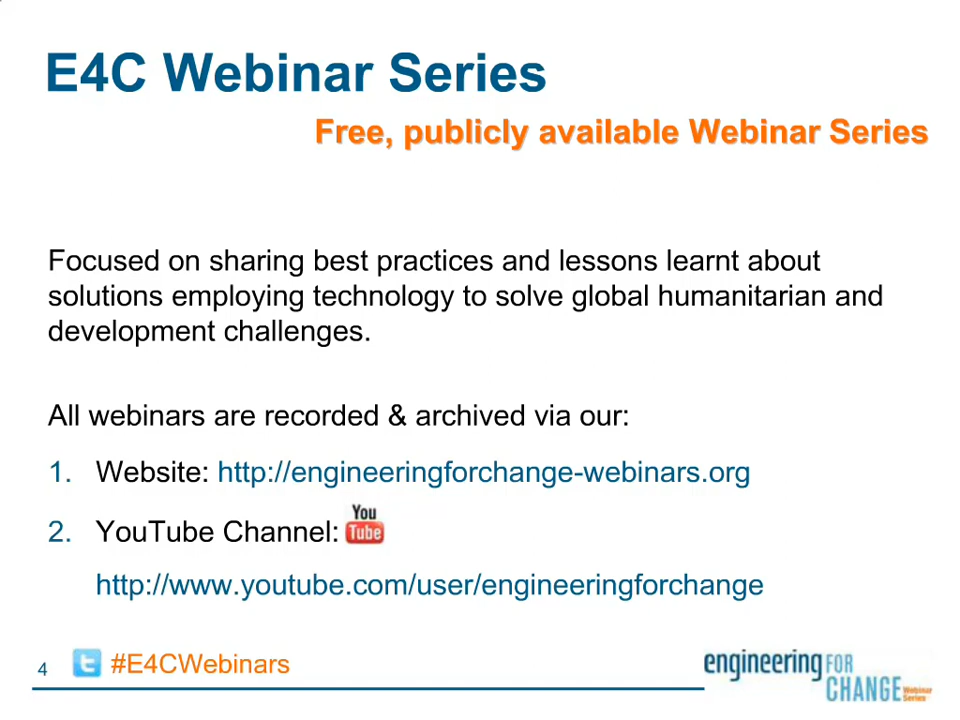 E4C Webinar Series
Free, publicly available Webinar Series
Focused on sharing best practices and lessons learnt about
solutions employing technology to solve global humanitarian and
development challenges.
All webinars are recorded & archived via our:
1. Website: http://engineeringforchange-webinars.org
2. YouTube Channel: You
Tube
http://www.youtube.com/user/engineeringforchange
4 #E4CWebinars
engineering FOR
CHANGE Webinar
Series